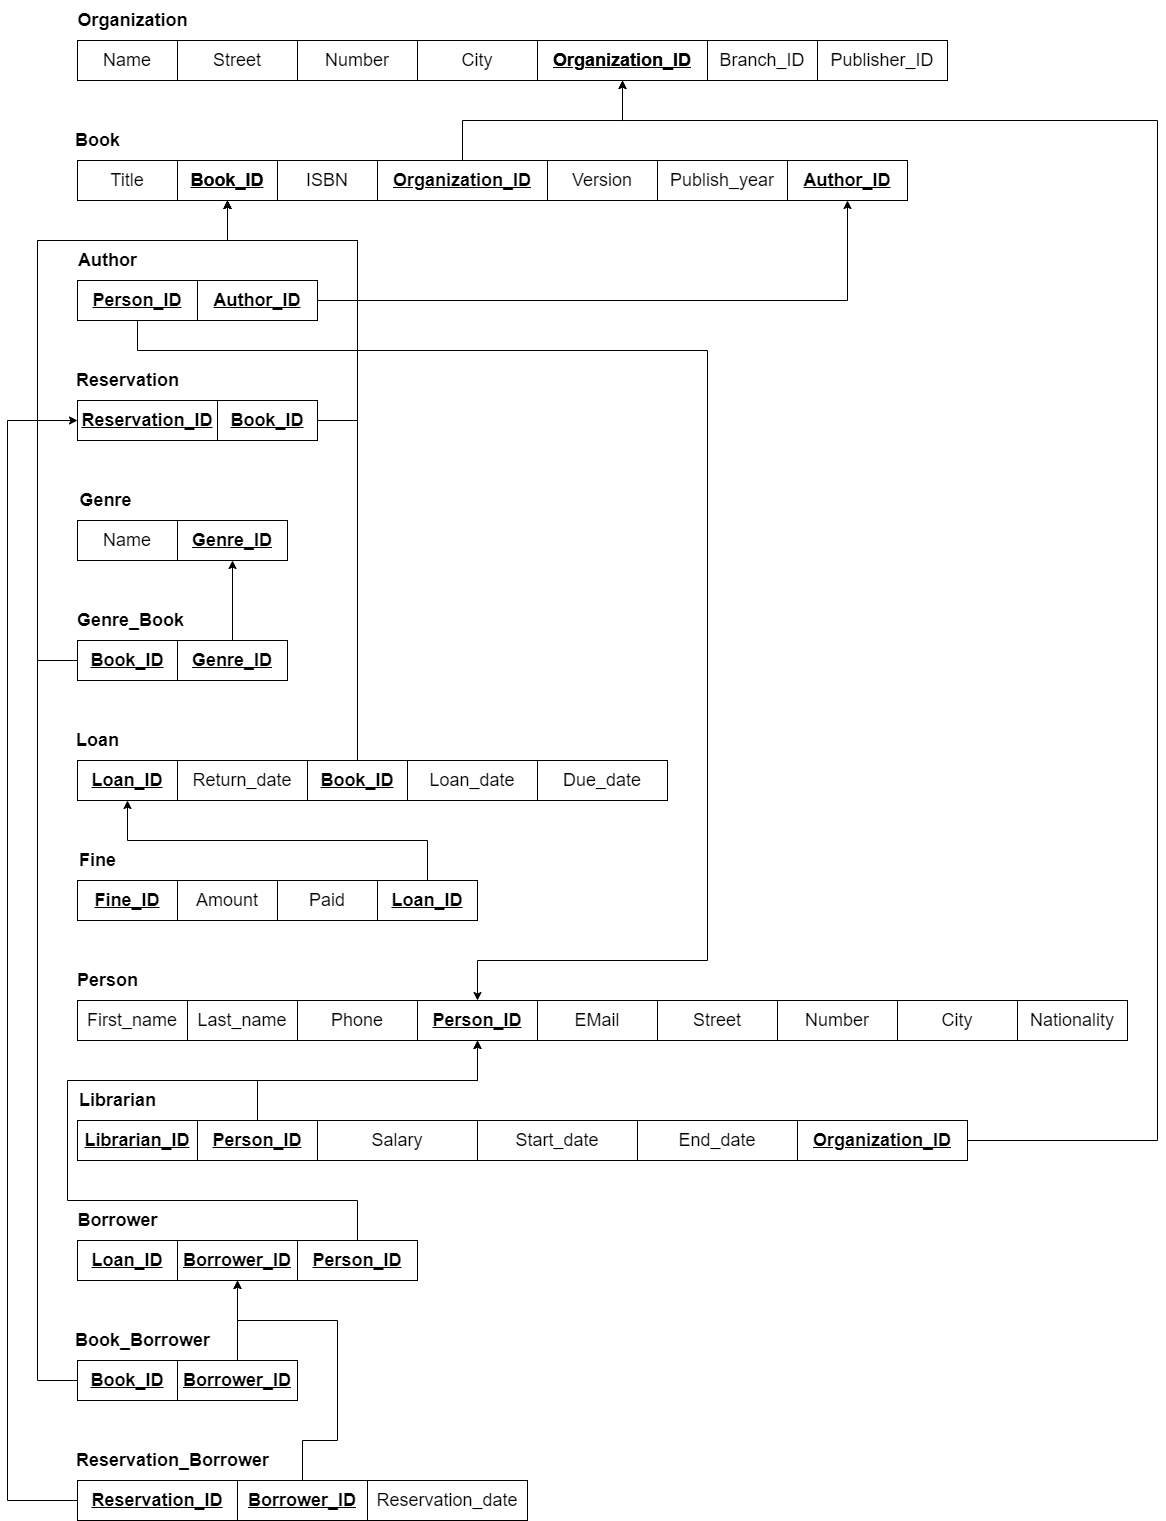 Organization
Name Street Number City Organization_ID Branch_ID Publisher_ID
Book
Title Book_ID ISBN Organization_ID Version Publish_year Author_ID
Author
Person_ID Author_ID
Reservation
Reservation_ID Book_ID
Genre
Name Genre_ID
Genre_Book
Book_ID Genre_ID
Loan
Loan_ID Return_date Book_ID Loan_date Due_date
Fine
Fine_ID Amount Paid Loan_ID
Person
First_name Last_name Phone Person_ID EMail Street Number City Nationality
Librarian
Librarian_ID Person_ID Salary Start_date End_date Organization_ID
Borrower
Loan_ID Borrower_ID Person_ID
Book_Borrower
Book_ID Borrower_ID
Reservation_Borrower
Reservation_ID Borrower_ID Reservation_date